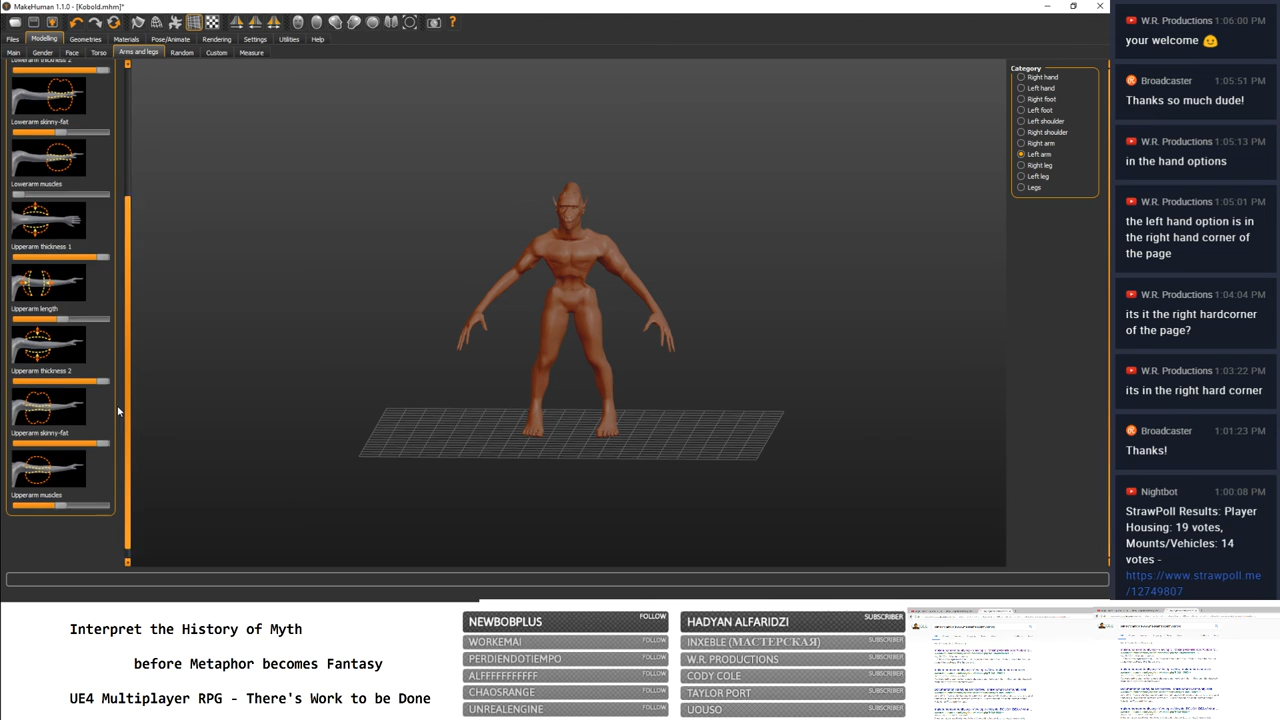 MakeHuman 1.1.0 - [Kobold.mhm]*
Files Modelling Geometries Materials Pose/Animate Rendering Settings Utilities Help
Main Gender Face Torso Arms and legs Random Custom Measure
Lowerarm thickness 2
Lowerarm skinny-fat
Lowerarm muscles
Upperarm thickness 1
Upperarm length
Upperarm thickness 2
Upperarm skinny-fat
Upperarm muscles
Category
Right hand
Left hand
Right foot
Left foot
Left shoulder
Right shoulder
Right arm
Left arm
Right leg
Left leg
Legs
W.R. Productions 1:06:00 PM
your welcome
Broadcaster 1:05:51 PM
Thanks so much dude!
W.R. Productions 1:05:13 PM
in the hand options
W.R. Productions 1:05:01 PM
the left hand option is in
the right hand corner of
the page
W.R. Productions 1:04:04 PM
its it the right hardcorner
of the page?
W.R. Productions 1:03:22 PM
its in the right hard corner
Broadcaster 1:01:23 PM
Thanks!
Nightbot 1:00:08 PM
StrawPoll Results: Player
Housing: 19 votes,
Mounts/Vehicles: 14
votes -
https://www.strawpoll.me
/12749807
Interpret the History of Myth
before Metaphor becomes Fantasy
UE4 Multiplayer RPG - There's Work to be Done
NEWBOBPLUS FOLLOW
WORKEMAI FOLLOW
PERDIENDOTIEMPO FOLLOW
ALFFFFFFFFFF FOLLOW
CHAOSRANGE FOLLOW
UNREALENGINE FOLLOW
HADYAN ALFARIDZI SUBSCRIBER
INXEBLE (МАСТЕРСКАЯ) SUBSCRIBER
W.R. PRODUCTIONS SUBSCRIBER
CODY COLE SUBSCRIBER
TAYLOR PORT SUBSCRIBER
UOUSO SUBSCRIBER